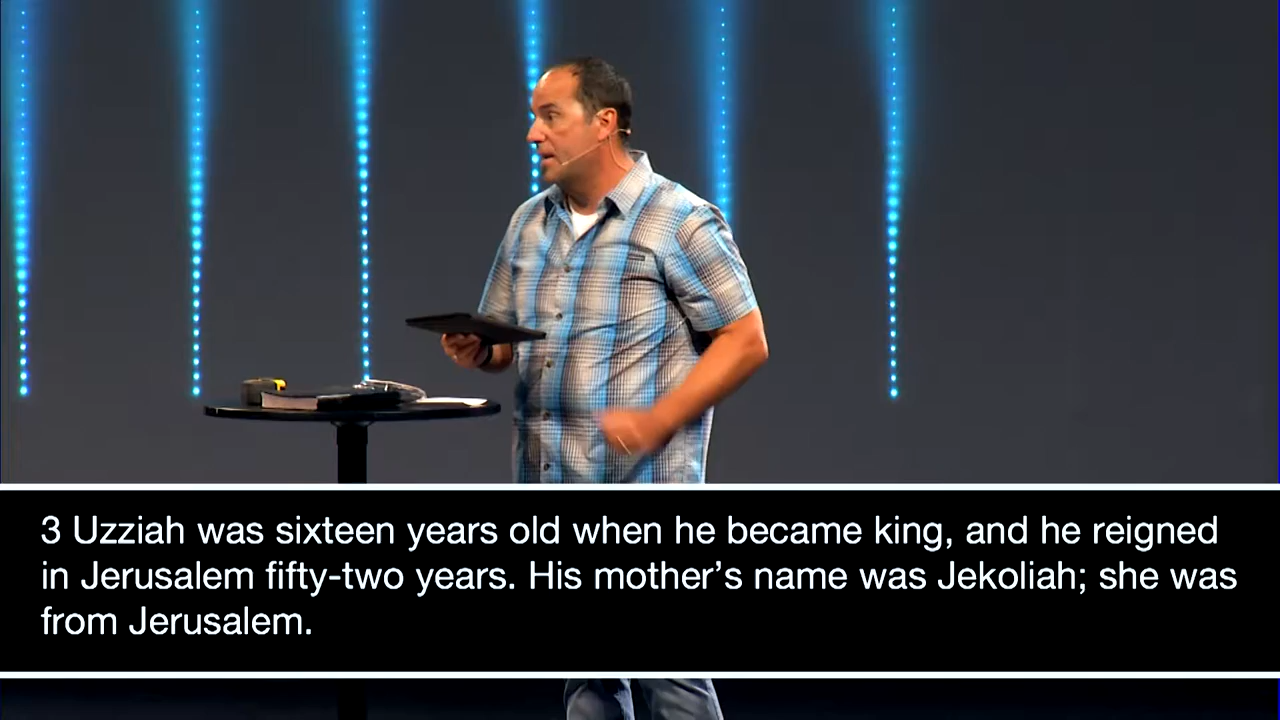 3 Uzziah was sixteen years old when he became king, and he reigned
in Jerusalem fifty-two years. His mother’s name was Jekoliah; she was
from Jerusalem.